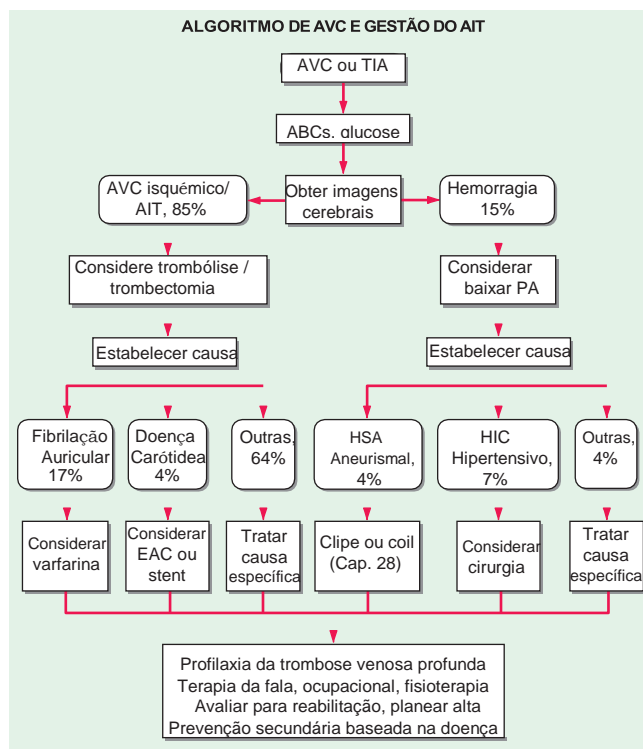 ALGORITMO DE AVC E GESTÃO DO AIT
AVC ou TIA
ABCs. glucose
AVC isquémico/
AIT, 85%
Obter imagens
cerebrais
Hemorragia
15%
Considere trombólise /
trombectomia
Considerar
baixar PA
Estabelecer causa
Estabelecer causa
Fibrilação
Auricular
17%
Doença
Carótidea
4%
Outras,
64%
HSA
Aneurismal,
4%
HIC
Hipertensivo,
7%
Outras,
4%
Considerar
varfarina
Considerar
EAC ou
stent
Tratar
causa
específica
Clipe ou coil
(Cap. 28)
Considerar
cirurgia
Tratar
causa
específica
Profilaxia da trombose venosa profunda
Terapia da fala, ocupacional, fisioterapia
Avaliar para reabilitação, planear alta
Prevenção secundária baseada na doença